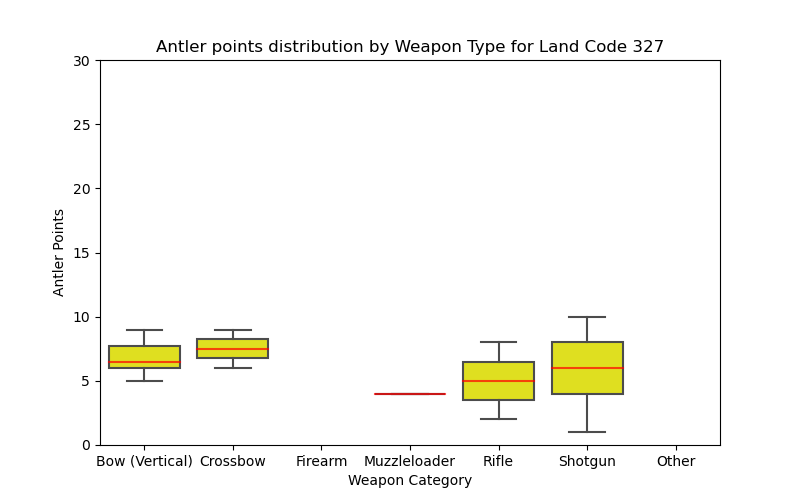 Antler points distribution by Weapon Type for Land Code 327
30
25
20
15
10
5
0
Antler Points
Bow (Vertical) Crossbow Firearm Muzzleloader Rifle Shotgun Other
Weapon Category